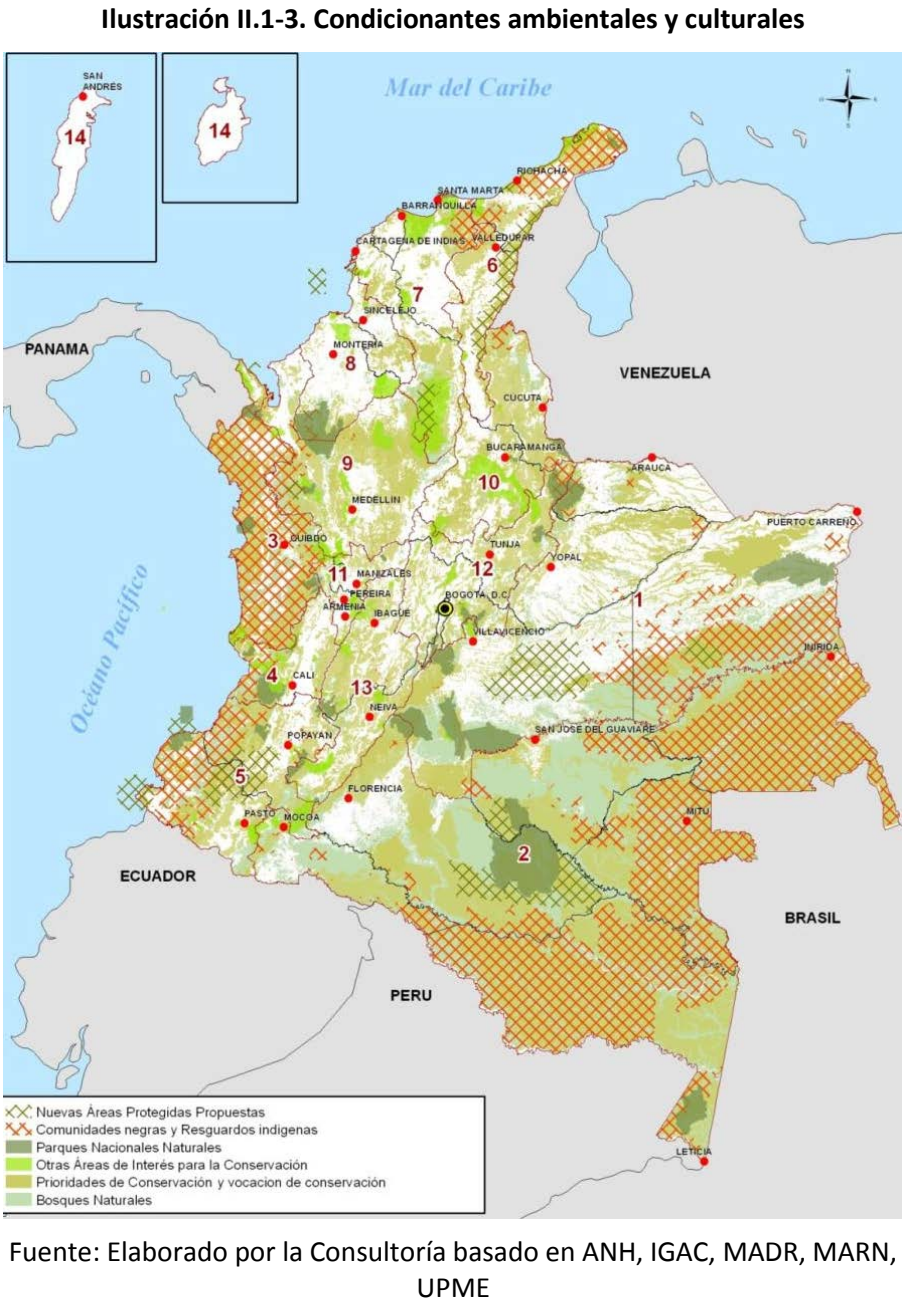 Ilustración II.1-3. Condicionantes ambientales y culturales
SAN
ANDRÉS
14
14
Mar del Caribe
N
O
E
S
RIOHACHA
SANTA MARTA
BARRANQUILLA
CARTAGENA DE INDIAS
VALLEDUPAR
6
7
SINCELEJO
PANAMA
MONTERIA
8
VENEZUELA
CUCUTA
BUCARAMANGA
ARAUCA
9
10
MEDELLIN
PUERTO CARREÑO
3
QUIBDO
TUNJA
YOPAL
12
11
MANIZALES
PEREIRA
ARMENIA
IBAGUE
BOGOTA, D.C.
1
VILLAVICENCIO
INIRIDA
Océano Pacífico
4
CALI
13
NEIVA
SAN JOSE DEL GUAVIARE
POPAYAN
5
FLORENCIA
PASTO
MOCOA
MITU
2
ECUADOR
BRASIL
PERU
LETICIA
Nuevas Áreas Protegidas Propuestas
Comunidades negras y Resguardos indigenas
Parques Nacionales Naturales
Otras Áreas de Interés para la Conservación
Prioridades de Conservación y vocacion de conservación
Bosques Naturales
Fuente: Elaborado por la Consultoría basado en ANH, IGAC, MADR, MARN,
UPME